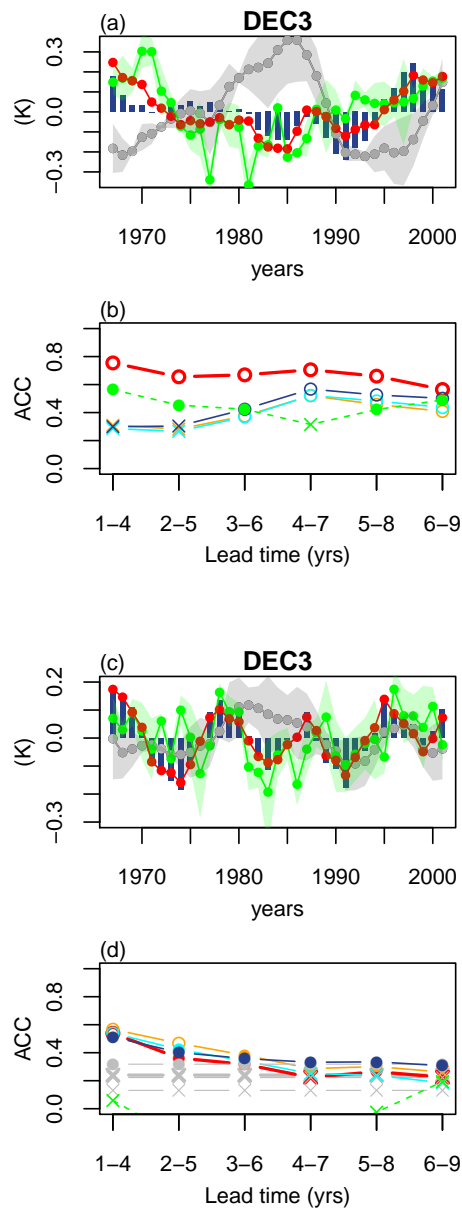 (a)
DEC3
0.3
0.0
−0.3
(K)
1970
1980
1990
2000
years
(b)
0.8
0.4
0.0
ACC
1−4
2−5
3−6
4−7
5−8
6−9
Lead time (yrs)
(c)
DEC3
0.2
0.0
−0.3
(K)
1970
1980
1990
2000
years
(d)
0.8
0.4
0.0
ACC
1−4
2−5
3−6
4−7
5−8
6−9
Lead time (yrs)